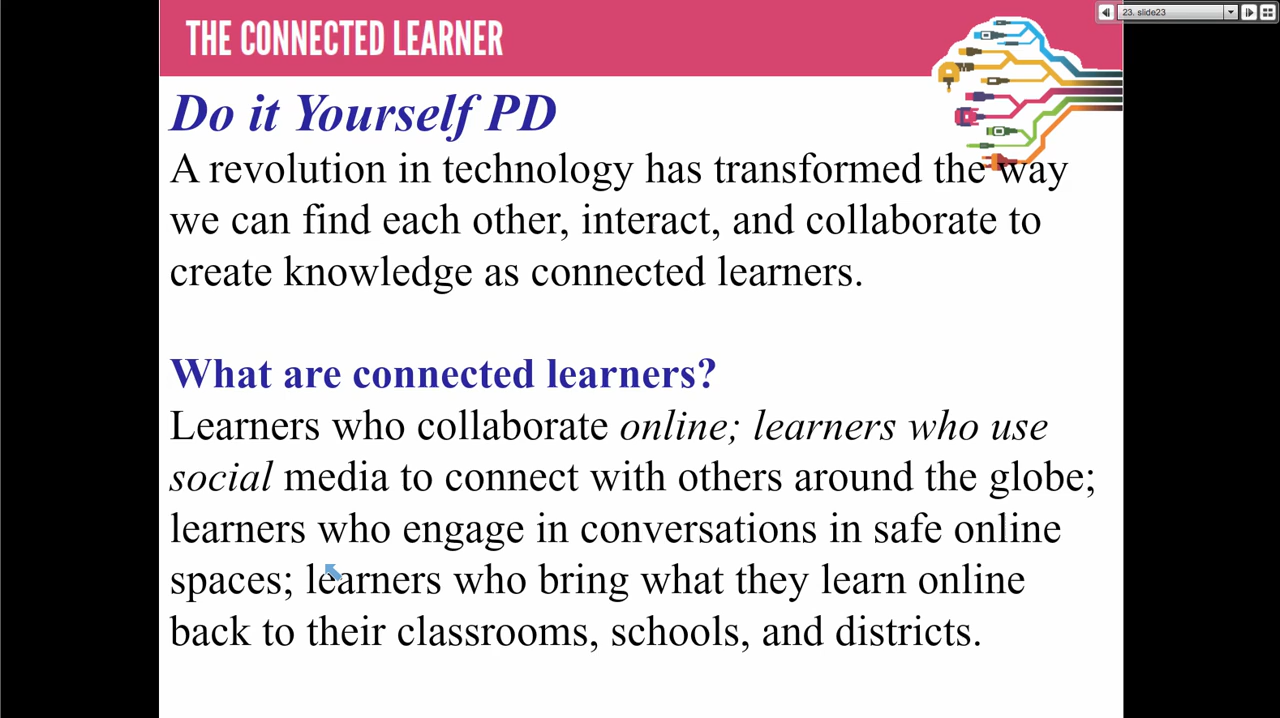 THE CONNECTED LEARNER
23. slide23
Do it Yourself PD
A revolution in technology has transformed the way
we can find each other, interact, and collaborate to
create knowledge as connected learners.
What are connected learners?
Learners who collaborate online; learners who use
social media to connect with others around the globe;
learners who engage in conversations in safe online
spaces; learners who bring what they learn online
back to their classrooms, schools, and districts.